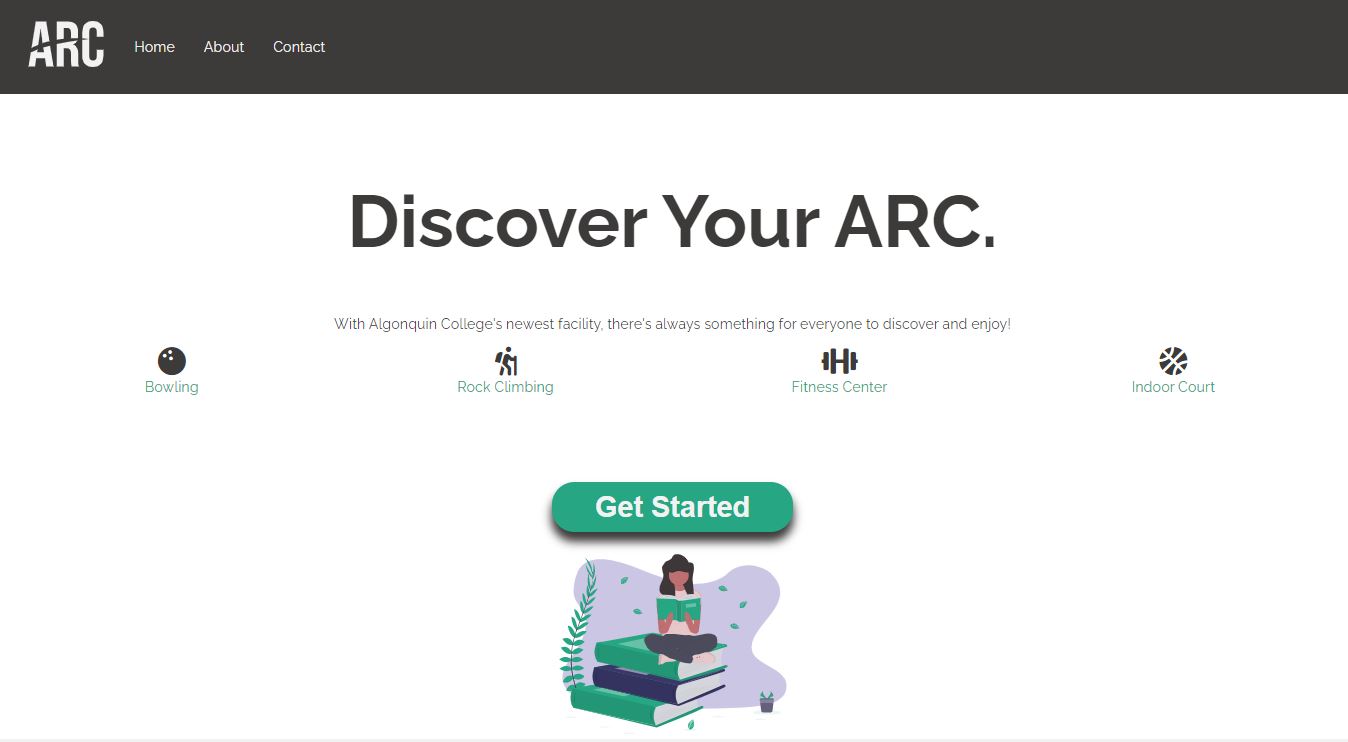 ARC Home About Contact
Discover Your ARC.
With Algonquin College's newest facility, there's always something for everyone to discover and enjoy!
Bowling Rock Climbing Fitness Center Indoor Court
Get Started